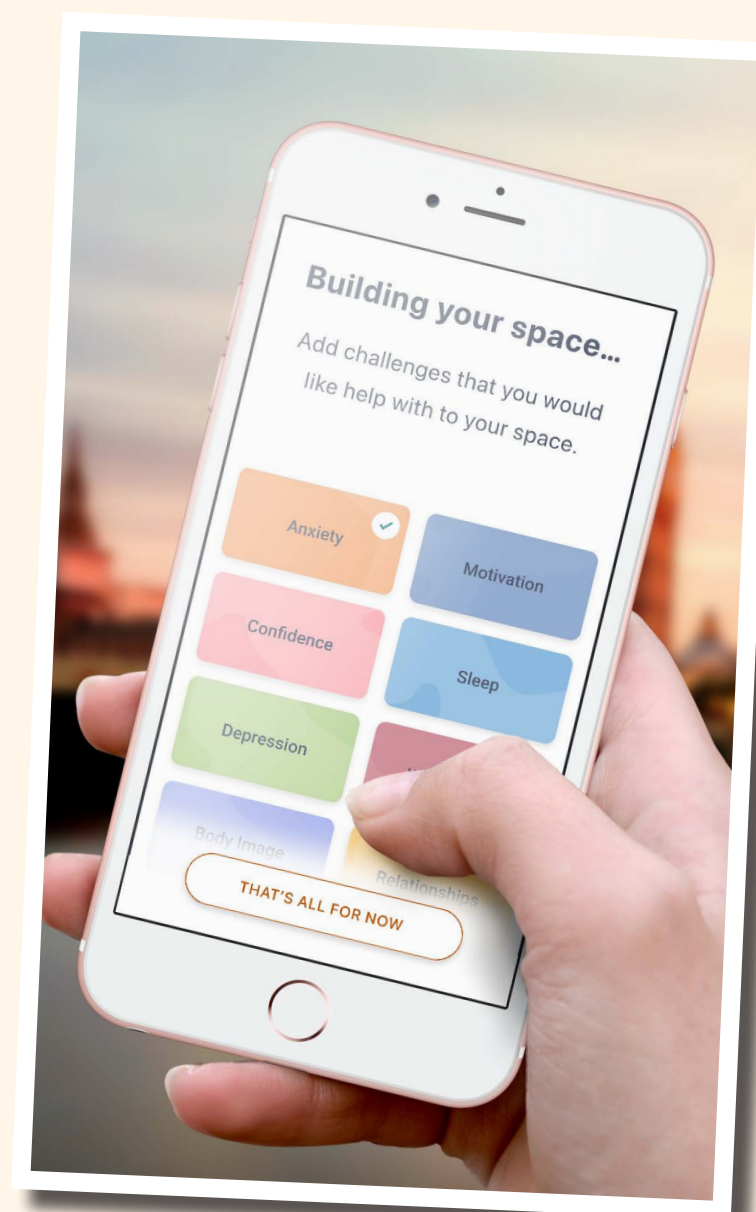 Building your space...
Add challenges that you would
like help with to your space.
Anxiety
Motivation
Confidence
Sleep
Depression
Body Image
Relationships
THAT'S ALL FOR NOW